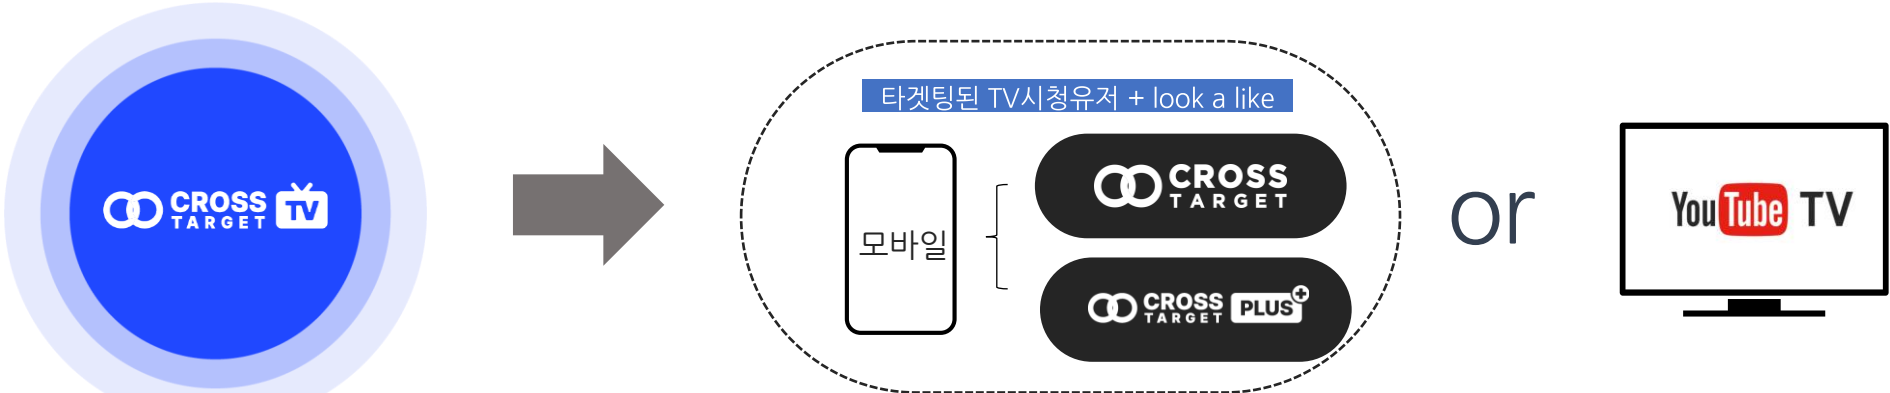 CROSS
TARGET TV
타겟팅된 TV시청유저 + look a like
모바일
CROSS
TARGET
CROSS
TARGET PLUS+
or
YouTube TV